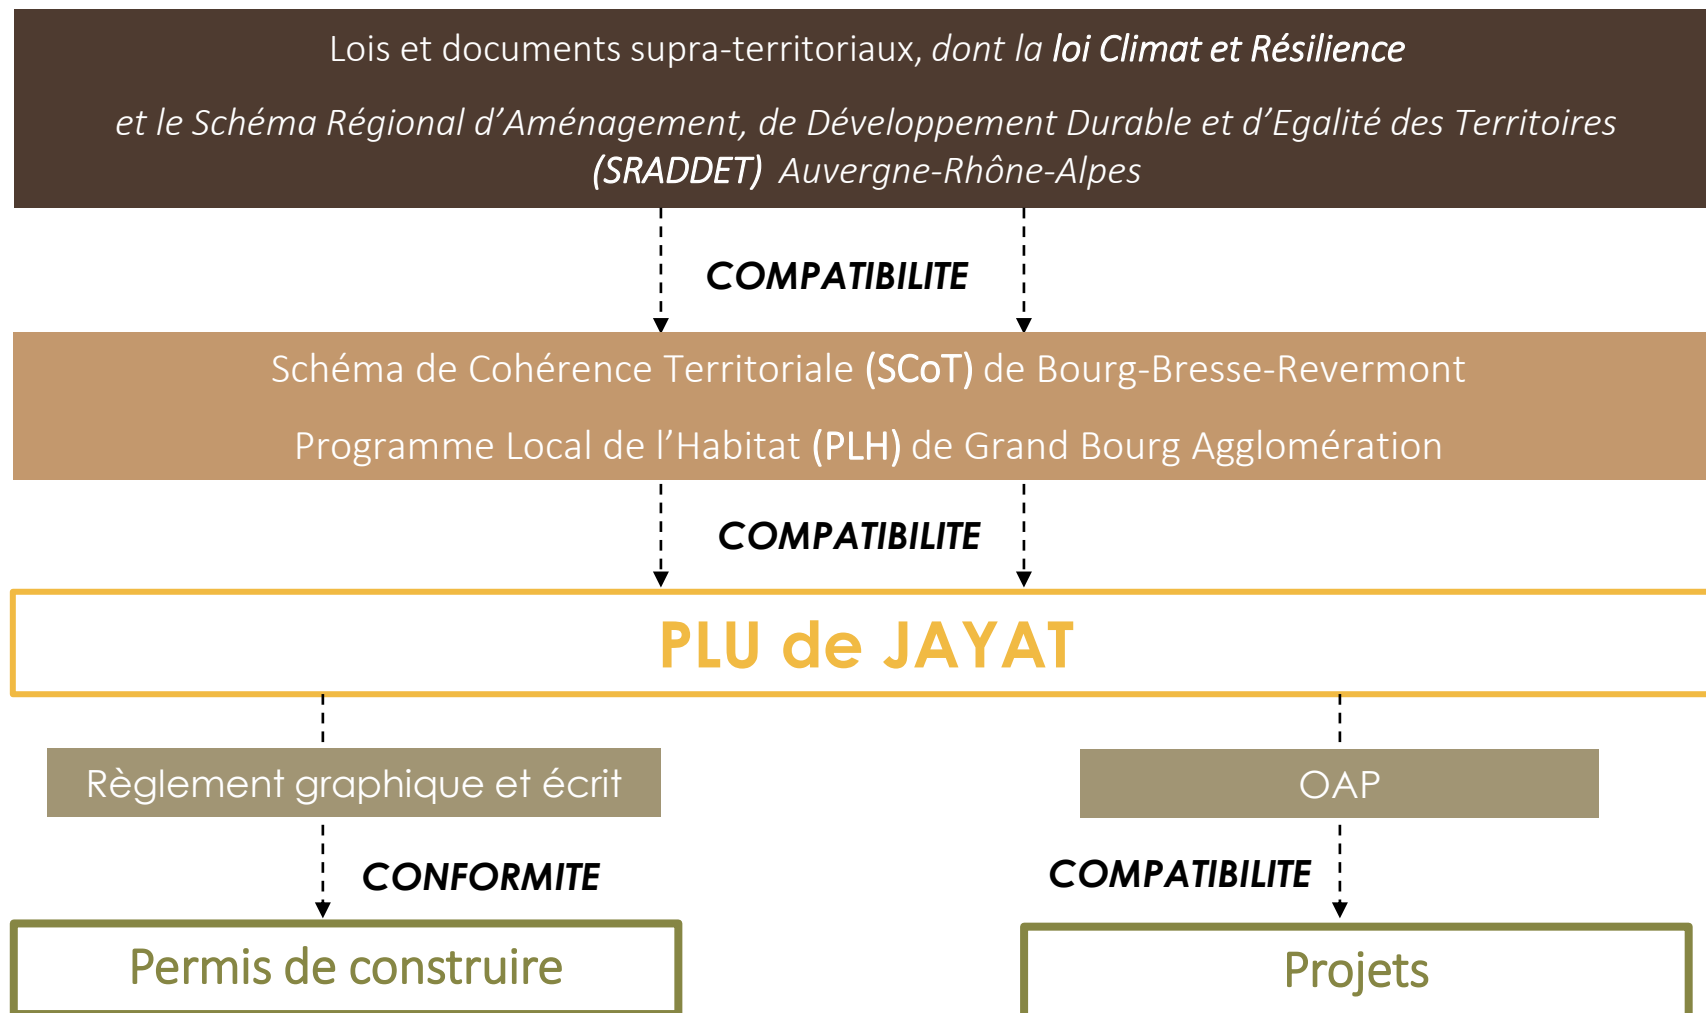 Lois et documents supra-territoriaux, dont la loi Climat et Résilience
et le Schéma Régional d’Aménagement, de Développement Durable et d’Egalité des Territoires
(SRADDET) Auvergne-Rhône-Alpes
COMPATIBILITE
Schéma de Cohérence Territoriale (SCoT) de Bourg-Bresse-Revermont
Programme Local de l’Habitat (PLH) de Grand Bourg Agglomération
COMPATIBILITE
PLU de JAYAT
Règlement graphique et écrit
OAP
CONFORMITE
COMPATIBILITE
Permis de construire
Projets